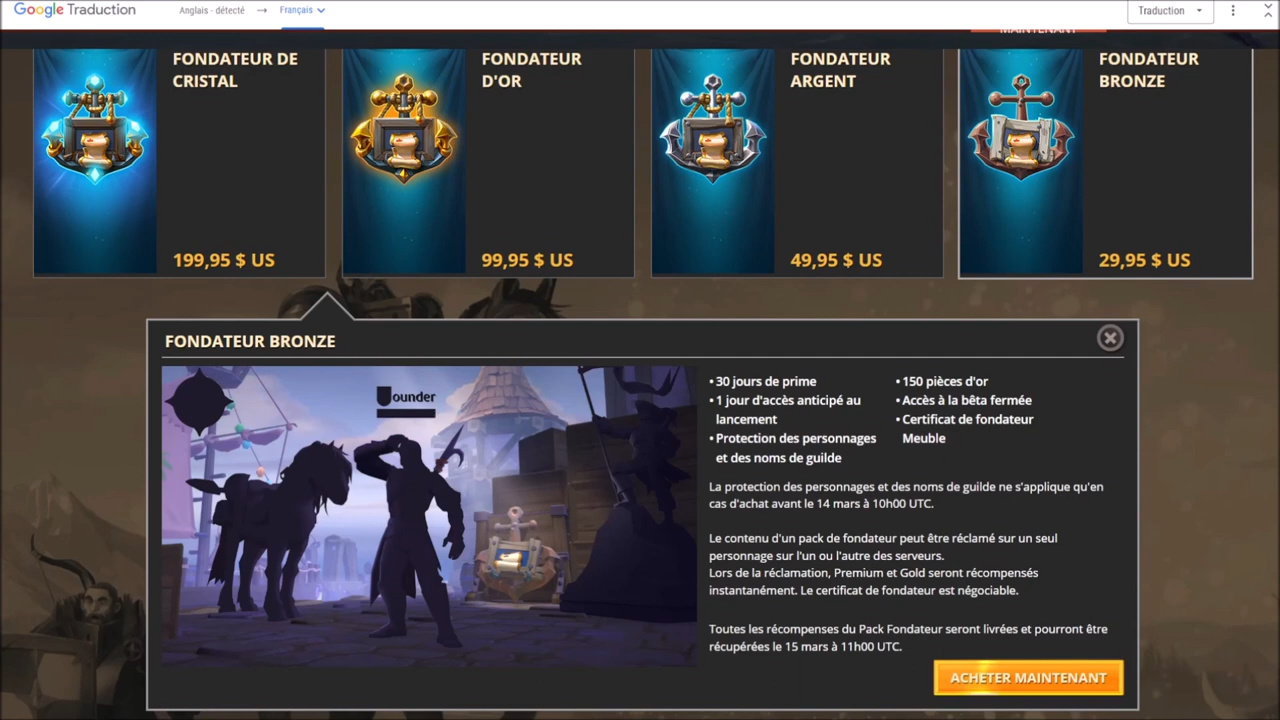 Google Traduction
Anglais - détecté → Français
Traduction
MAINTENANT
FONDATEUR DE
CRISTAL
199,95 $ US
FONDATEUR
D'OR
99,95 $ US
FONDATEUR
ARGENT
49,95 $ US
FONDATEUR
BRONZE
29,95 $ US
FONDATEUR BRONZE
ounder
• 30 jours de prime
• 1 jour d'accès anticipé au
lancement
• Protection des personnages
et des noms de guilde
• 150 pièces d'or
• Accès à la bêta fermée
• Certificat de fondateur
Meuble
La protection des personnages et des noms de guilde ne s'applique qu'en
cas d'achat avant le 14 mars à 10h00 UTC.
Le contenu d'un pack de fondateur peut être réclamé sur un seul
personnage sur l'un ou l'autre des serveurs.
Lors de la réclamation, Premium et Gold seront récompensés
instantanément. Le certificat de fondateur est négociable.
Toutes les récompenses du Pack Fondateur seront livrées et pourront être
récupérées le 15 mars à 11h00 UTC.
ACHETER MAINTENANT